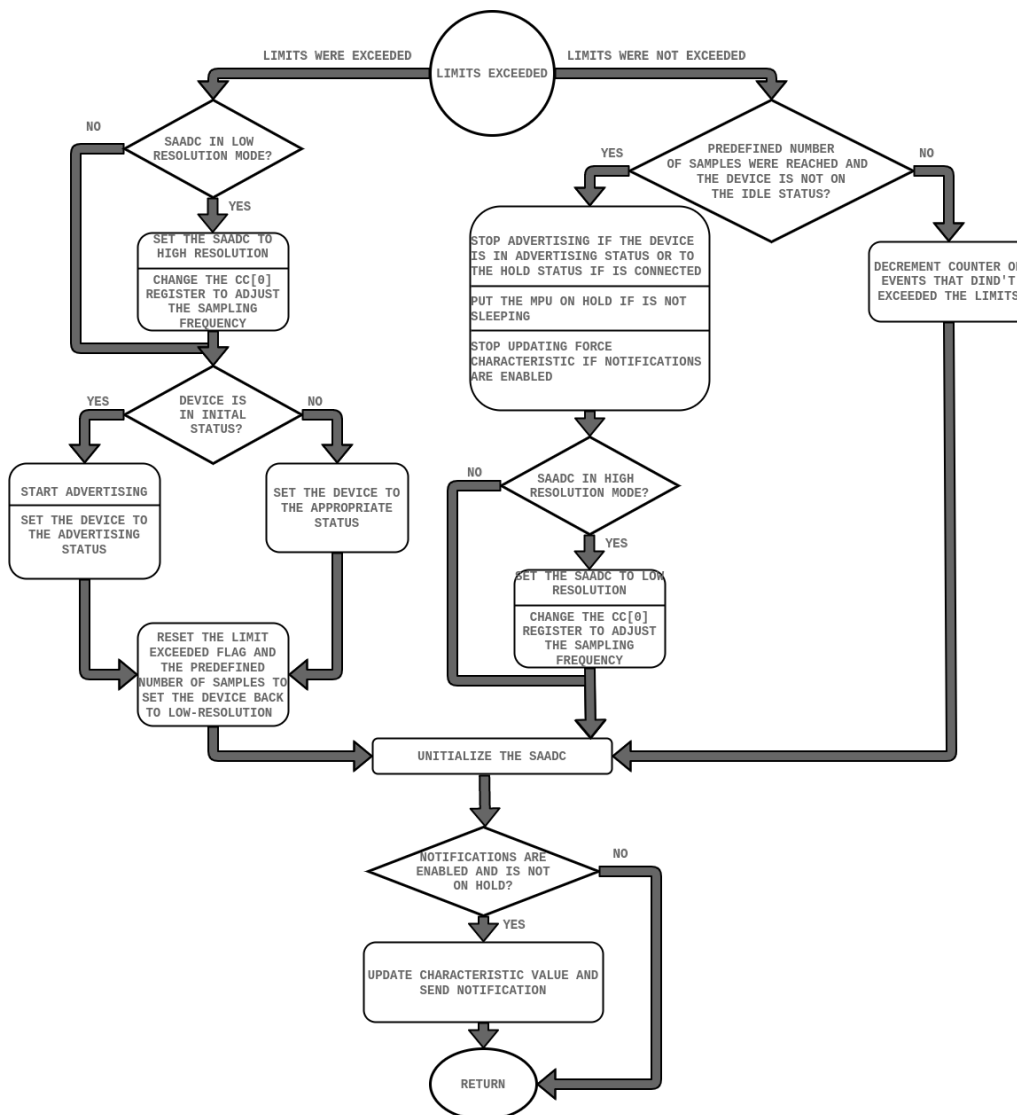 LIMITS WERE EXCEEDED
LIMITS EXCEEDED
LIMITS WERE NOT EXCEEDED
NO
SAADC IN LOW
RESOLUTION MODE?
YES
SET THE SAADC TO
HIGH RESOLUTION
CHANGE THE CC[0]
REGISTER TO ADJUST
THE SAMPLING
FREQUENCY
YES
DEVICE IS
IN INITAL
STATUS?
NO
START ADVERTISING
SET THE DEVICE TO
THE ADVERTISING
STATUS
SET THE DEVICE TO
THE APPROPRIATE
STATUS
RESET THE LIMIT
EXCEEDED FLAG AND
THE PREDEFINED
NUMBER OF SAMPLES TO
SET THE DEVICE BACK
TO LOW-RESOLUTION
YES
PREDEFINED NUMBER
OF SAMPLES WERE REACHED AND
THE DEVICE IS NOT ON
THE IDLE STATUS?
NO
STOP ADVERTISING IF THE DEVICE
IS IN ADVERTISING STATUS OR TO
THE HOLD STATUS IF IS CONNECTED
PUT THE MPU ON HOLD IF IS NOT
SLEEPING
STOP UPDATING FORCE
CHARACTERISTIC IF NOTIFICATIONS
ARE ENABLED
DECREMENT COUNTER
EVENTS THAT DIND'T
EXCEEDED THE LIMITS
NO
SAADC IN HIGH
RESOLUTION MODE?
YES
SET THE SAADC TO LOW
RESOLUTION
CHANGE THE CC[0]
REGISTER TO ADJUST
THE SAMPLING
FREQUENCY
UNITIALIZE THE SAADC
NOTIFICATIONS ARE
ENABLED AND IS NOT
ON HOLD?
NO
YES
UPDATE CHARACTERISTIC VALUE AND
SEND NOTIFICATION
RETURN